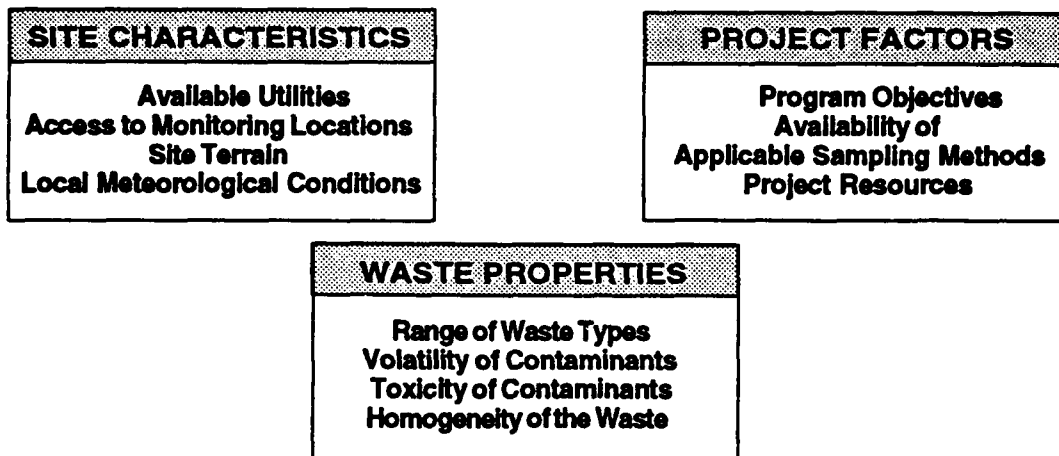 SITE CHARACTERISTICS
Available Utilities
Access to Monitoring Locations
Site Terrain
Local Meteorological Conditions
PROJECT FACTORS
Program Objectives
Availability of
Applicable Sampling Methods
Project Resources
WASTE PROPERTIES
Range of Waste Types
Volatility of Contaminants
Toxicity of Contaminants
Homogeneity of the Waste